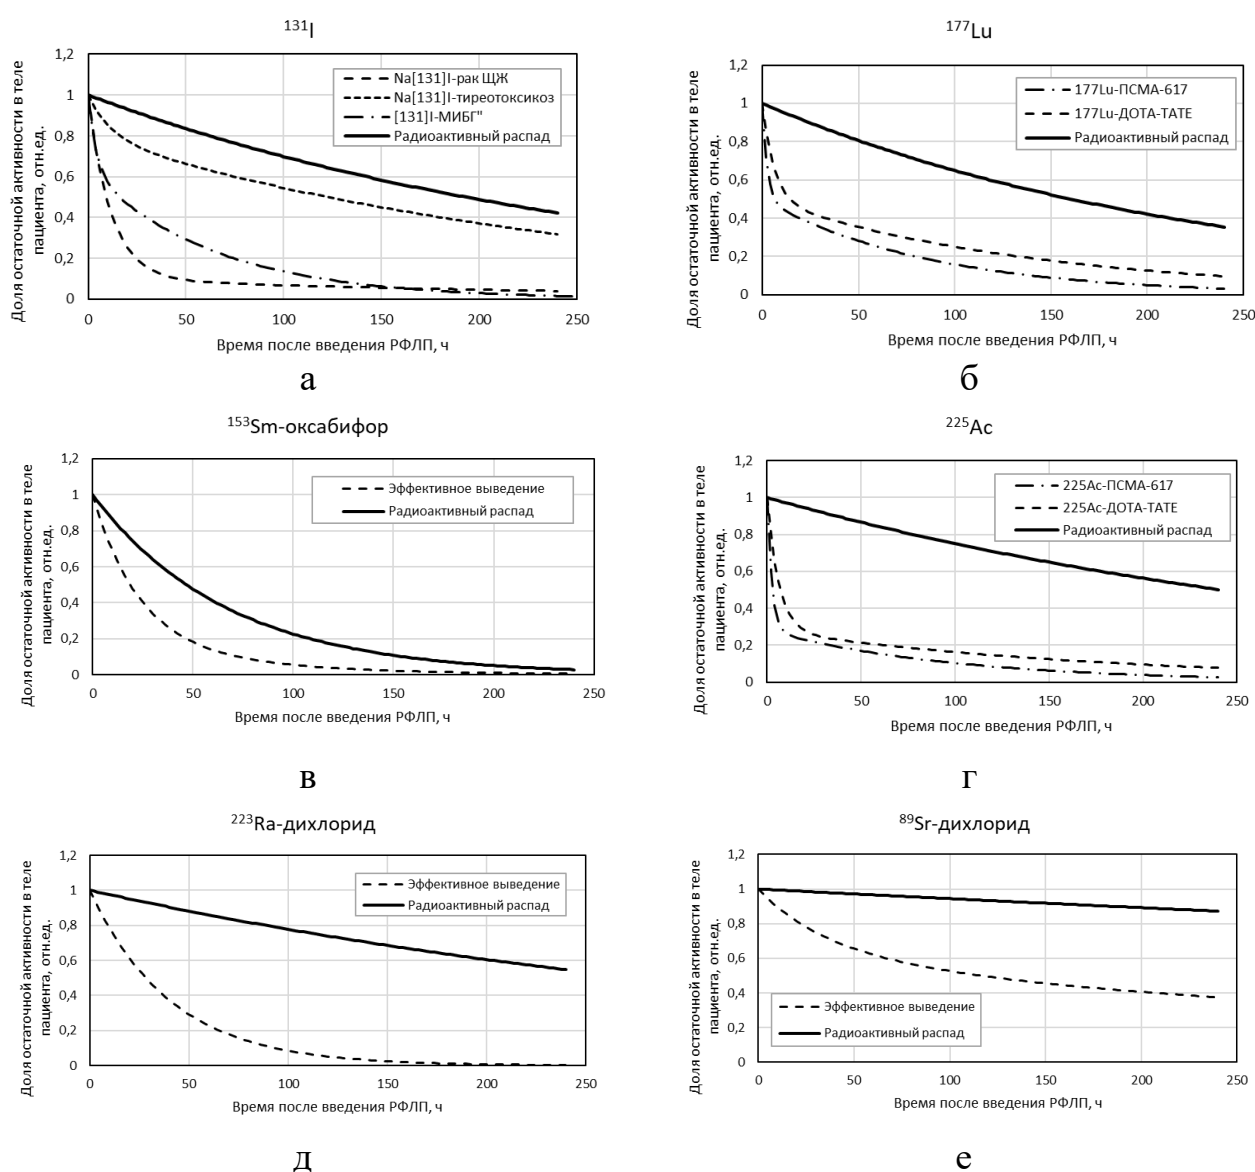 ¹³¹I
1,2
1
0,8
0,6
0,4
0,2
0
0 50 100 150 200 250
Доля остаточной активности в теле
пациента, отн.ед.
Время после введения РФЛП, ч
Na[131]I-рак ЩЖ
Na[131]I-тиреотоксикоз
[131]I-МИБГ"
Радиоактивный распад
а
¹⁷⁷Lu
1,2
1
0,8
0,6
0,4
0,2
0
0 50 100 150 200 250
Доля остаточной активности в теле
пациента, отн.ед.
Время после введения РФЛП, ч
177Lu-ПСМА-617
177Lu-ДОТА-ТАТЕ
Радиоактивный распад
б
¹⁵³Sm-оксабифор
1,2
1
0,8
0,6
0,4
0,2
0
0 50 100 150 200 250
Доля остаточной активности в теле
пациента, отн.ед.
Время после введения РФЛП, ч
Эффективное выведение
Радиоактивный распад
в
²²⁵Ac
1,2
1
0,8
0,6
0,4
0,2
0
0 50 100 150 200 250
Доля остаточной активности в теле
пациента, отн.ед.
Время после введения РФЛП, ч
225Ac-ПСМА-617
225Ac-ДОТА-ТАТЕ
Радиоактивный распад
г
²²³Ra-дихлорид
1,2
1
0,8
0,6
0,4
0,2
0
0 50 100 150 200 250
Доля остаточной активности в теле
пациента, отн.ед.
Время после введения РФЛП, ч
Эффективное выведение
Радиоактивный распад
д
⁸⁹Sr-дихлорид
1,2
1
0,8
0,6
0,4
0,2
0
0 50 100 150 200 250
Доля остаточной активности в теле
пациента, отн.ед.
Время после введения РФЛП, ч
Эффективное выведение
Радиоактивный распад
е